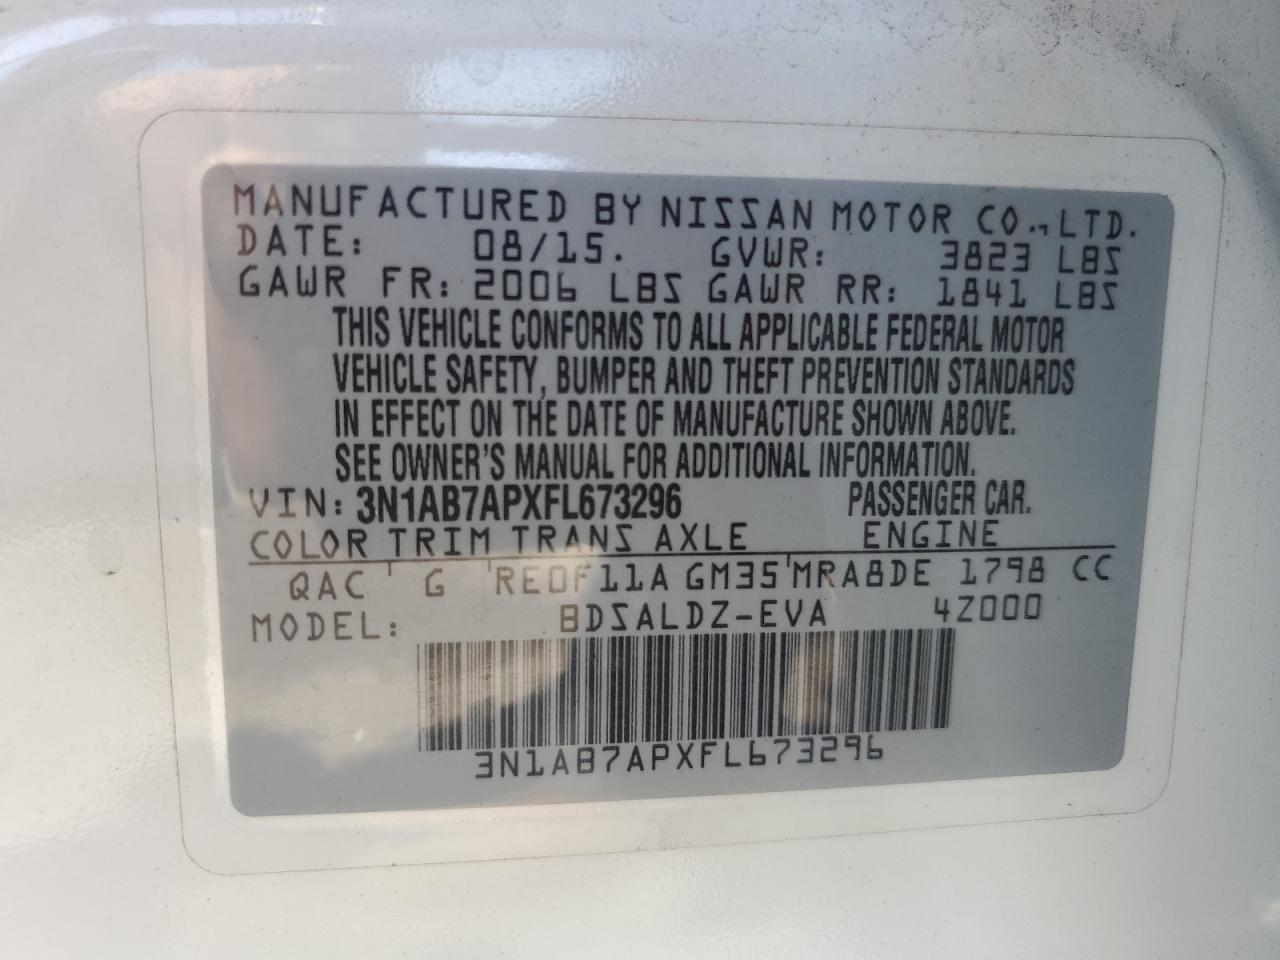 MANUFACTURED BY NISSAN MOTOR CO., LTD.
DATE: 08/15. GVWR: 3823 LBS
GAWR FR: 2006 LBS GAWR RR: 1841 LBS
THIS VEHICLE CONFORMS TO ALL APPLICABLE FEDERAL MOTOR
VEHICLE SAFETY, BUMPER AND THEFT PREVENTION STANDARDS
IN EFFECT ON THE DATE OF MANUFACTURE SHOWN ABOVE.
SEE OWNER'S MANUAL FOR ADDITIONAL INFORMATION.
VIN: 3N1AB7APXFL673296 PASSENGER CAR.
COLOR TRIM TRANS AXLE ENGINE
QAC G RE0F11A GM35 MRA8DE 1798 CC
MODEL: BDSALDZ-EVA 4Z000
3N1AB7APXFL673296